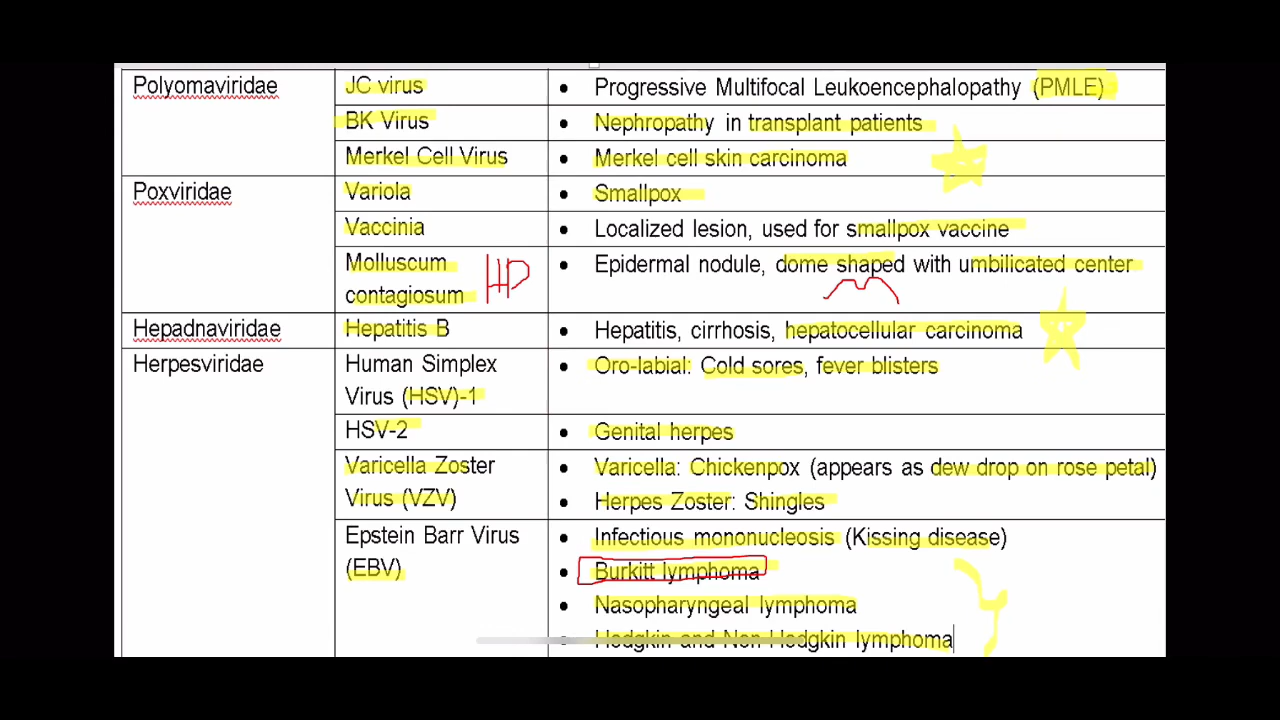 Polyomaviridae JC virus • Progressive Multifocal Leukoencephalopathy (PMLE)
BK Virus • Nephropathy in transplant patients
Merkel Cell Virus • Merkel cell skin carcinoma
Poxviridae Variola • Smallpox
Vaccinia • Localized lesion, used for smallpox vaccine
Molluscum • Epidermal nodule, dome shaped with umbilicated center
contagiosum HD
Hepadnaviridae Hepatitis B • Hepatitis, cirrhosis, hepatocellular carcinoma
Herpesviridae Human Simplex • Oro-labial: Cold sores, fever blisters
Virus (HSV)-1
HSV-2 • Genital herpes
Varicella Zoster • Varicella: Chickenpox (appears as dew drop on rose petal)
Virus (VZV) • Herpes Zoster: Shingles
Epstein Barr Virus • Infectious mononucleosis (Kissing disease)
(EBV) • Burkitt lymphoma
• Nasopharyngeal lymphoma
• Hodgkin and Non Hodgkin lymphoma